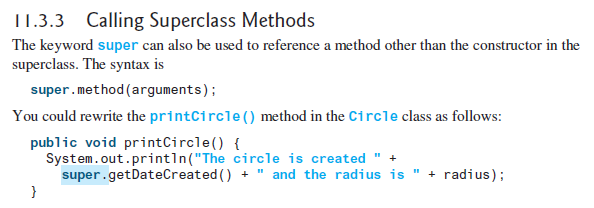 11.3.3 Calling Superclass Methods
The keyword super can also be used to reference a method other than the constructor in the
superclass. The syntax is
super.method(arguments);
You could rewrite the printCircle() method in the Circle class as follows:
public void printCircle() {
  System.out.println("The circle is created " +
    super.getDateCreated() + " and the radius is " + radius);
}